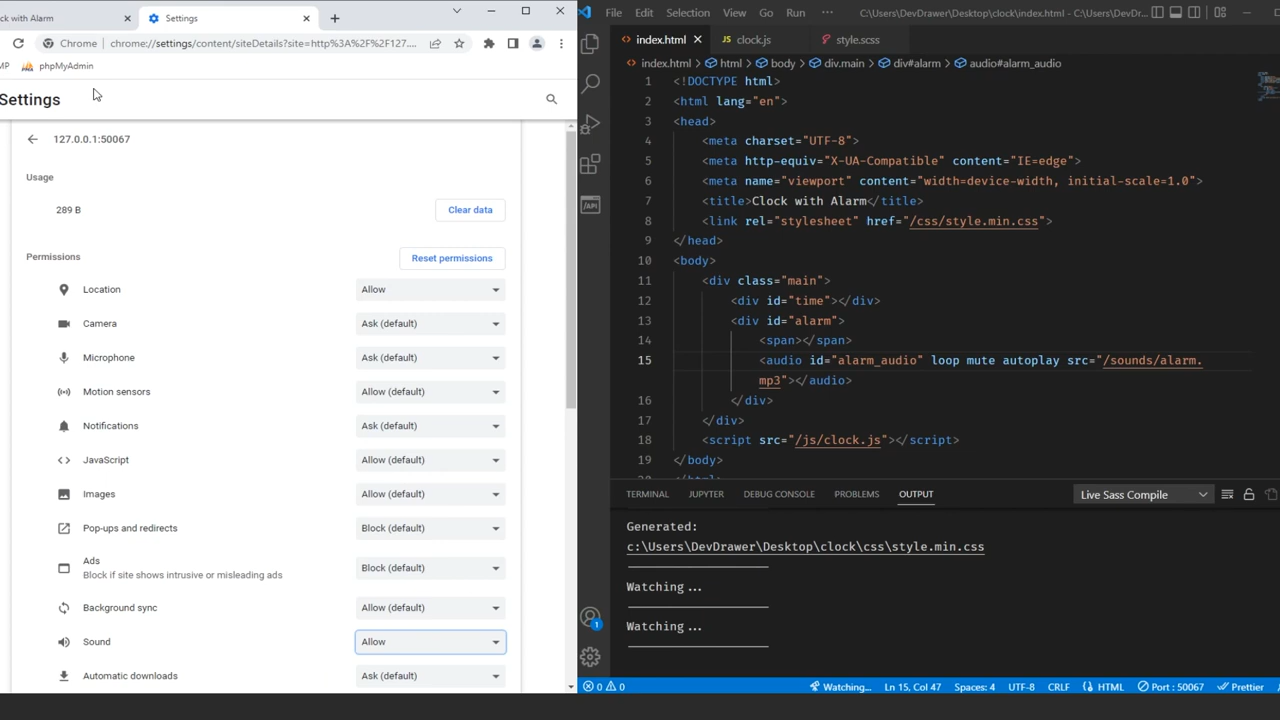 ck with Alarm
Settings
Chrome
chrome://settings/content/siteDetails?site=http%3A%2F%2F127....
MP
phpMyAdmin
Settings
127.0.0.1:50067
Usage
289 B
Clear data
Permissions
Reset permissions
Location
Allow
Camera
Ask (default)
Microphone
Ask (default)
Motion sensors
Allow (default)
Notifications
Ask (default)
JavaScript
Allow (default)
Images
Allow (default)
Pop-ups and redirects
Block (default)
Ads
Block if site shows intrusive or misleading ads
Block (default)
Background sync
Allow (default)
Sound
Allow
Automatic downloads
Ask (default)
File Edit Selection View Go Run ···
C:\Users\DevDrawer\Desktop\clock\index.html - C:\Users\DevDr...
index.html
clock.js
style.scss
index.html > html > body > div.main > div#alarm > audio#alarm_audio
1 <!DOCTYPE html>
2 <html lang="en">
3 <head>
4 <meta charset="UTF-8">
5 <meta http-equiv="X-UA-Compatible" content="IE=edge">
6 <meta name="viewport" content="width=device-width, initial-scale=1.0">
7 <title>Clock with Alarm</title>
8 <link rel="stylesheet" href="/css/style.min.css">
9 </head>
10 <body>
11 <div class="main">
12 <div id="time"></div>
13 <div id="alarm">
14 <span></span>
15 <audio id="alarm_audio" loop mute autoplay src="/sounds/alarm.
mp3"></audio>
16 </div>
17 </div>
18 <script src="/js/clock.js"></script>
19 </body>
TERMINAL JUPYTER DEBUG CONSOLE PROBLEMS OUTPUT
Live Sass Compile
/API
Generated:
c:\Users\DevDrawer\Desktop\clock\css\style.min.css
Watching...
Watching...
1
0 0
Watching...
Ln 15, Col 47
Spaces: 4
UTF-8
CRLF
HTML
Port : 50067
Prettier